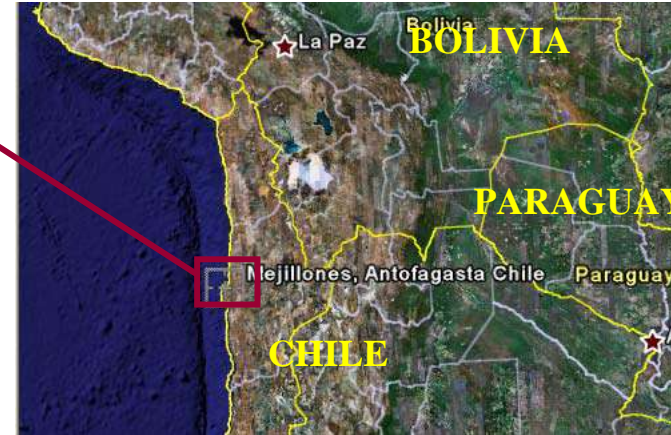 Bolivia
BOLIVIA
La Paz
PARAGUAY
Mejillones, Antofagasta Chile
Paraguay
CHILE